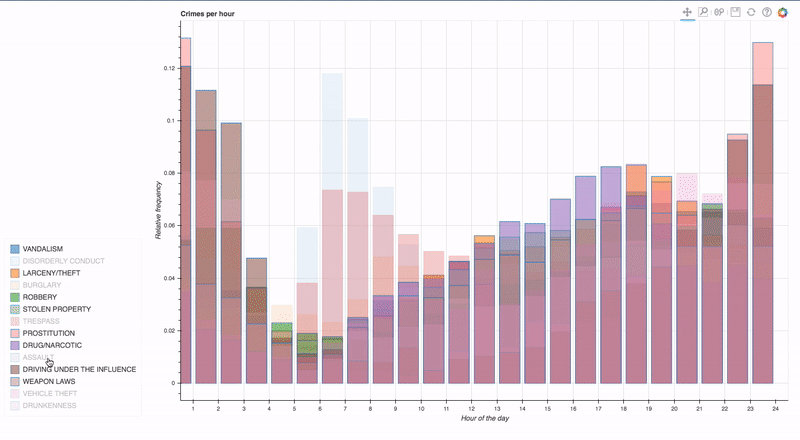 Crimes per hour
0.12
0.1
0.08
0.06
0.04
0.02
0
Relative frequency
1 2 3 4 5 6 7 8 9 10 11 12 13 14 15 16 17 18 19 20 21 22 23 24
Hour of the day
VANDALISM
DISORDERLY CONDUCT
LARCENY/THEFT
BURGLARY
ROBBERY
STOLEN PROPERTY
TRESPASS
PROSTITUTION
DRUG/NARCOTIC
ASSAULT
DRIVING UNDER THE INFLUENCE
WEAPON LAWS
VEHICLE THEFT
DRUNKENNESS